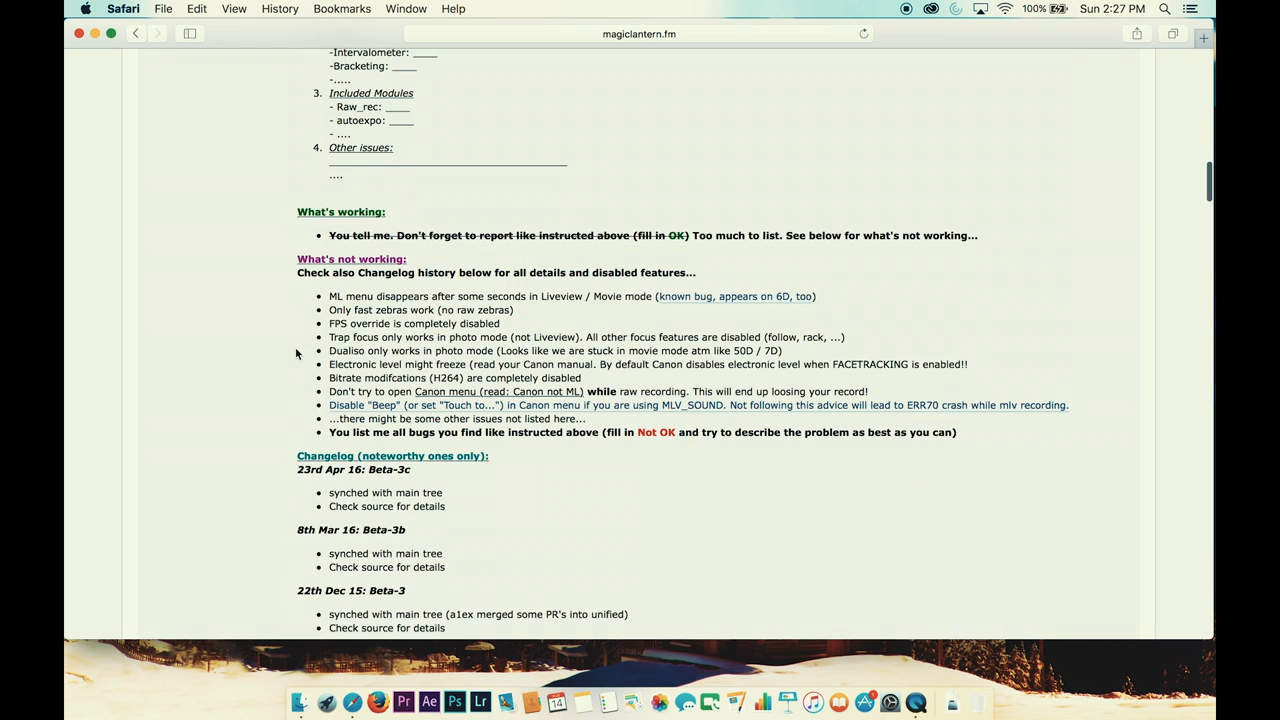 Safari File Edit View History Bookmarks Window Help 100% Sun 2:27 PM
magiclantern.fm
-Intervalometer: ____
-Bracketing: ____
-.....
3. Included Modules
- Raw_rec: ____
- autoexpo: ____
- ....
4. Other issues:
....
What's working:
You tell me. Don't forget to report like instructed above (fill in OK) Too much to list. See below for what's not working...
What's not working:
Check also Changelog history below for all details and disabled features...
ML menu disappears after some seconds in Liveview / Movie mode (known bug, appears on 6D, too)
Only fast zebras work (no raw zebras)
FPS override is completely disabled
Trap focus only works in photo mode (not Liveview). All other focus features are disabled (follow, rack, ...)
Dualiso only works in photo mode (Looks like we are stuck in movie mode atm like 50D / 7D)
Electronic level might freeze (read your Canon manual. By default Canon disables electronic level when FACETRACKING is enabled!!
Bitrate modifcations (H264) are completely disabled
Don't try to open Canon menu (read: Canon not ML) while raw recording. This will end up loosing your record!
Disable "Beep" (or set "Touch to...") in Canon menu if you are using MLV_SOUND. Not following this advice will lead to ERR70 crash while mlv recording.
...there might be some other issues not listed here...
You list me all bugs you find like instructed above (fill in Not OK and try to describe the problem as best as you can)
Changelog (noteworthy ones only):
23rd Apr 16: Beta-3c
synched with main tree
Check source for details
8th Mar 16: Beta-3b
synched with main tree
Check source for details
22th Dec 15: Beta-3
synched with main tree (a1ex merged some PR's into unified)
Check source for details
Pr Ae Ps Lr 14